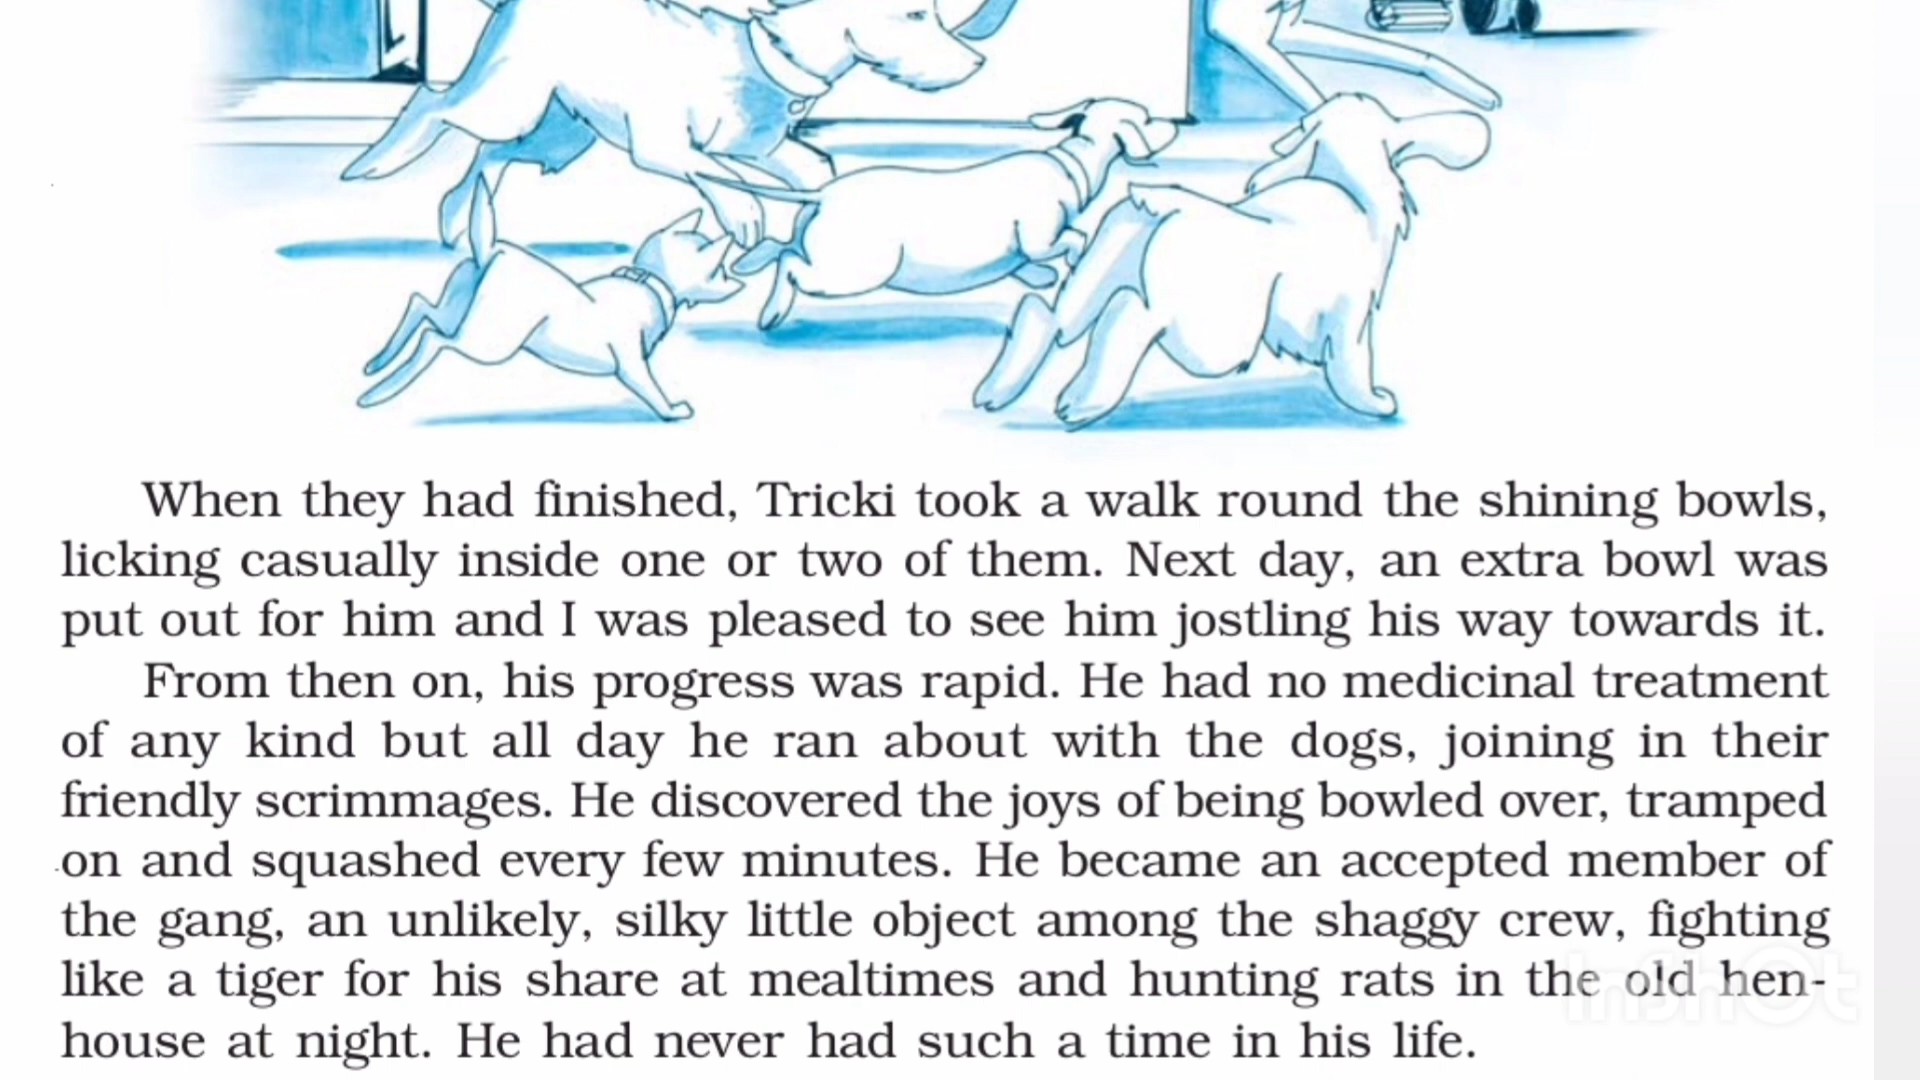 When they had finished, Tricki took a walk round the shining bowls,
licking casually inside one or two of them. Next day, an extra bowl was
put out for him and I was pleased to see him jostling his way towards it.
From then on, his progress was rapid. He had no medicinal treatment
of any kind but all day he ran about with the dogs, joining in their
friendly scrimmages. He discovered the joys of being bowled over, tramped
on and squashed every few minutes. He became an accepted member of
the gang, an unlikely, silky little object among the shaggy crew, fighting
like a tiger for his share at mealtimes and hunting rats in the old hen-
house at night. He had never had such a time in his life.
InShOt